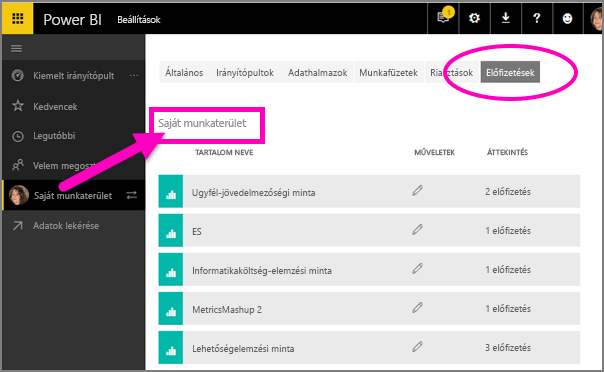 Power BI Beállítások 1 ?
Kiemelt irányítópult ...
Kedvencek
Legutóbbi
Velem megoszt
Saját munkaterület
Adatok lekérése
Általános Irányítópultok Adathalmazok Munkafüzetek Riasztások Előfizetések
Saját munkaterület
TARTALOM NEVE MŰVELETEK ÁTTEKINTÉS
Ügyfél-jövedelmezőségi minta 2 előfizetés
ES 1 előfizetés
Informatikaköltség-elemzési minta 1 előfizetés
MetricsMashup 2 1 előfizetés
Lehetőségelemzési minta 3 előfizetés